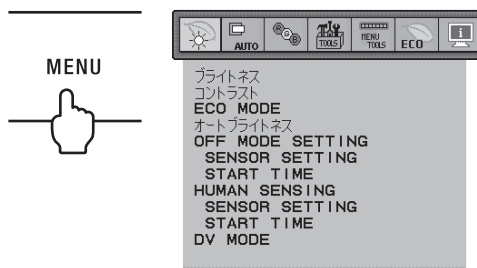 MENU
AUTO
RGB
TOOLS
MENU TOOLS
ECO
i
ブライトネス
コントラスト
ECO MODE
オートブライトネス
OFF MODE SETTING
SENSOR SETTING
START TIME
HUMAN SENSING
SENSOR SETTING
START TIME
DV MODE